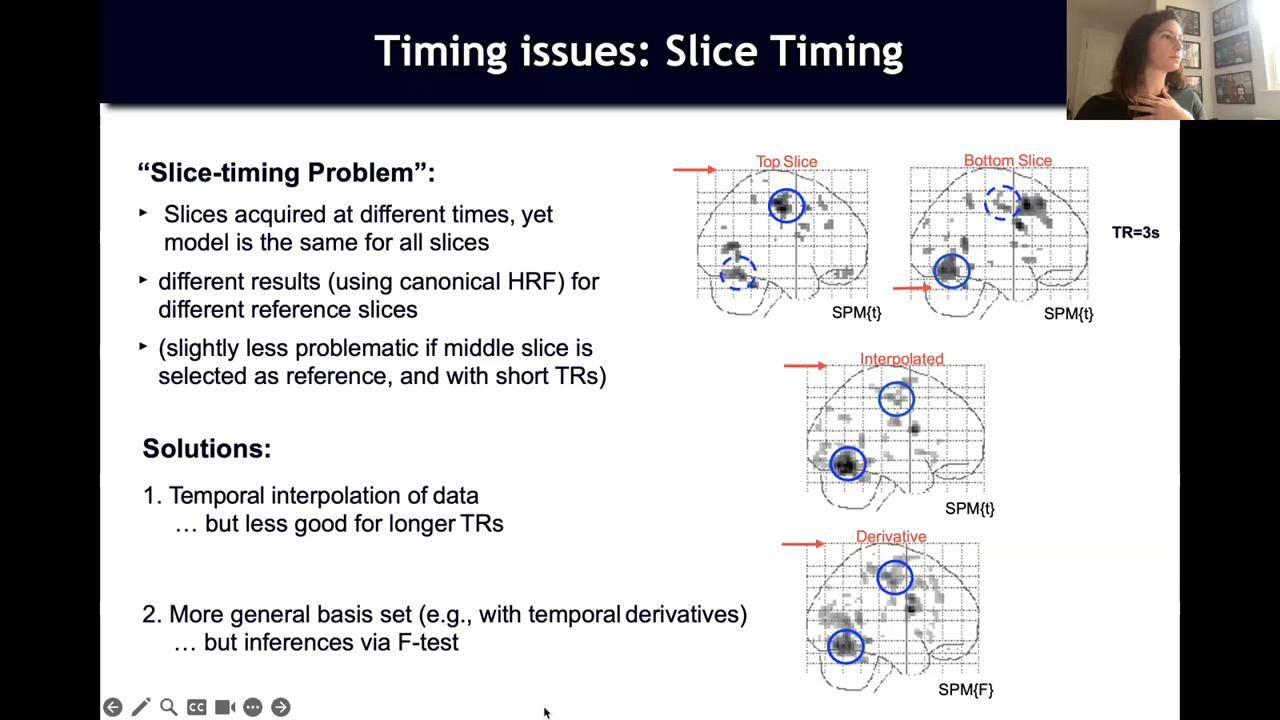 Timing issues: Slice Timing
“Slice-timing Problem”:
‣ Slices acquired at different times, yet
model is the same for all slices
‣ different results (using canonical HRF) for
different reference slices
‣ (slightly less problematic if middle slice is
selected as reference, and with short TRs)
Solutions:
1. Temporal interpolation of data
… but less good for longer TRs
2. More general basis set (e.g., with temporal derivatives)
… but inferences via F-test
Top Slice
SPM{t}
Bottom Slice
SPM{t}
TR=3s
Interpolated
SPM{t}
Derivative
SPM{F}
CC